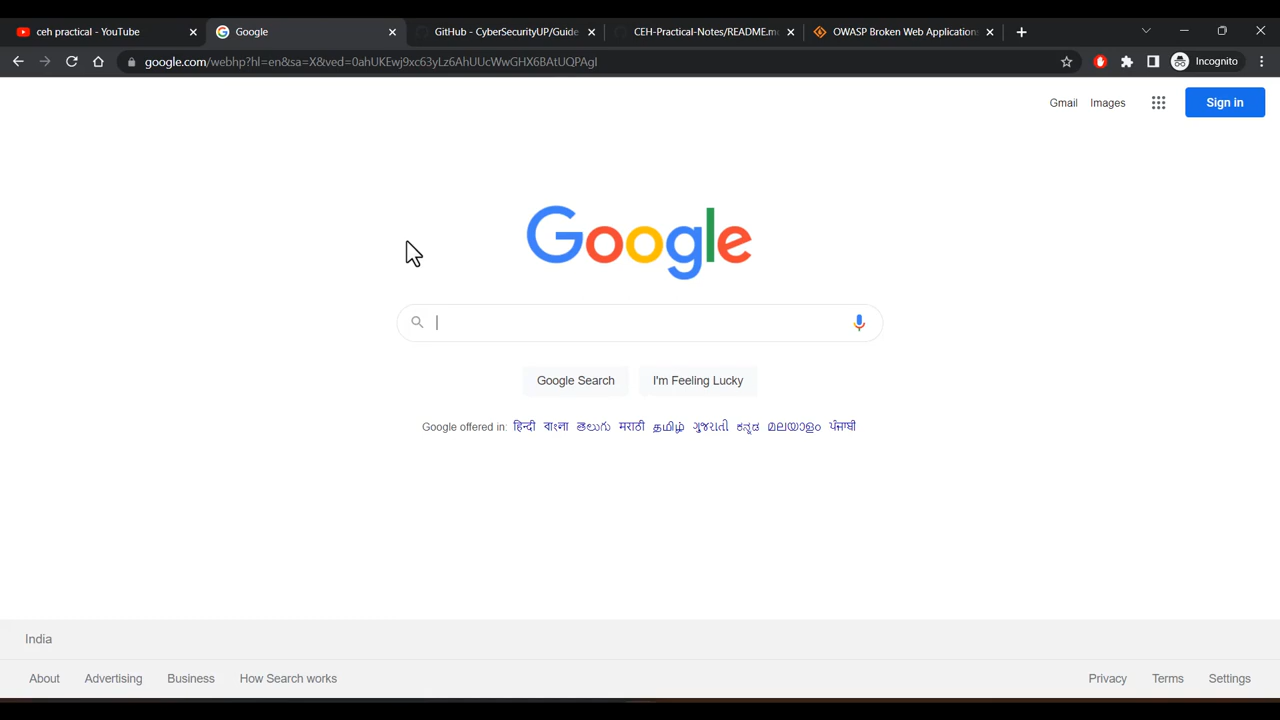 ceh practical - YouTube
Google
GitHub - CyberSecurityUP/Guide
CEH-Practical-Notes/README.m
OWASP Broken Web Applications
google.com/webhp?hl=en&sa=X&ved=0ahUKEwj9xc63yLz6AhUUcWwGHX6BAtUQPAgI
Incognito
Gmail
Images
Sign in
Google
Google Search
I'm Feeling Lucky
Google offered in: हिन्दी বাংলা తెలుగు मराठी தமிழ் ગુજરાતી ಕನ್ನಡ മലയാളം ਪੰਜਾਬੀ
India
About
Advertising
Business
How Search works
Privacy
Terms
Settings